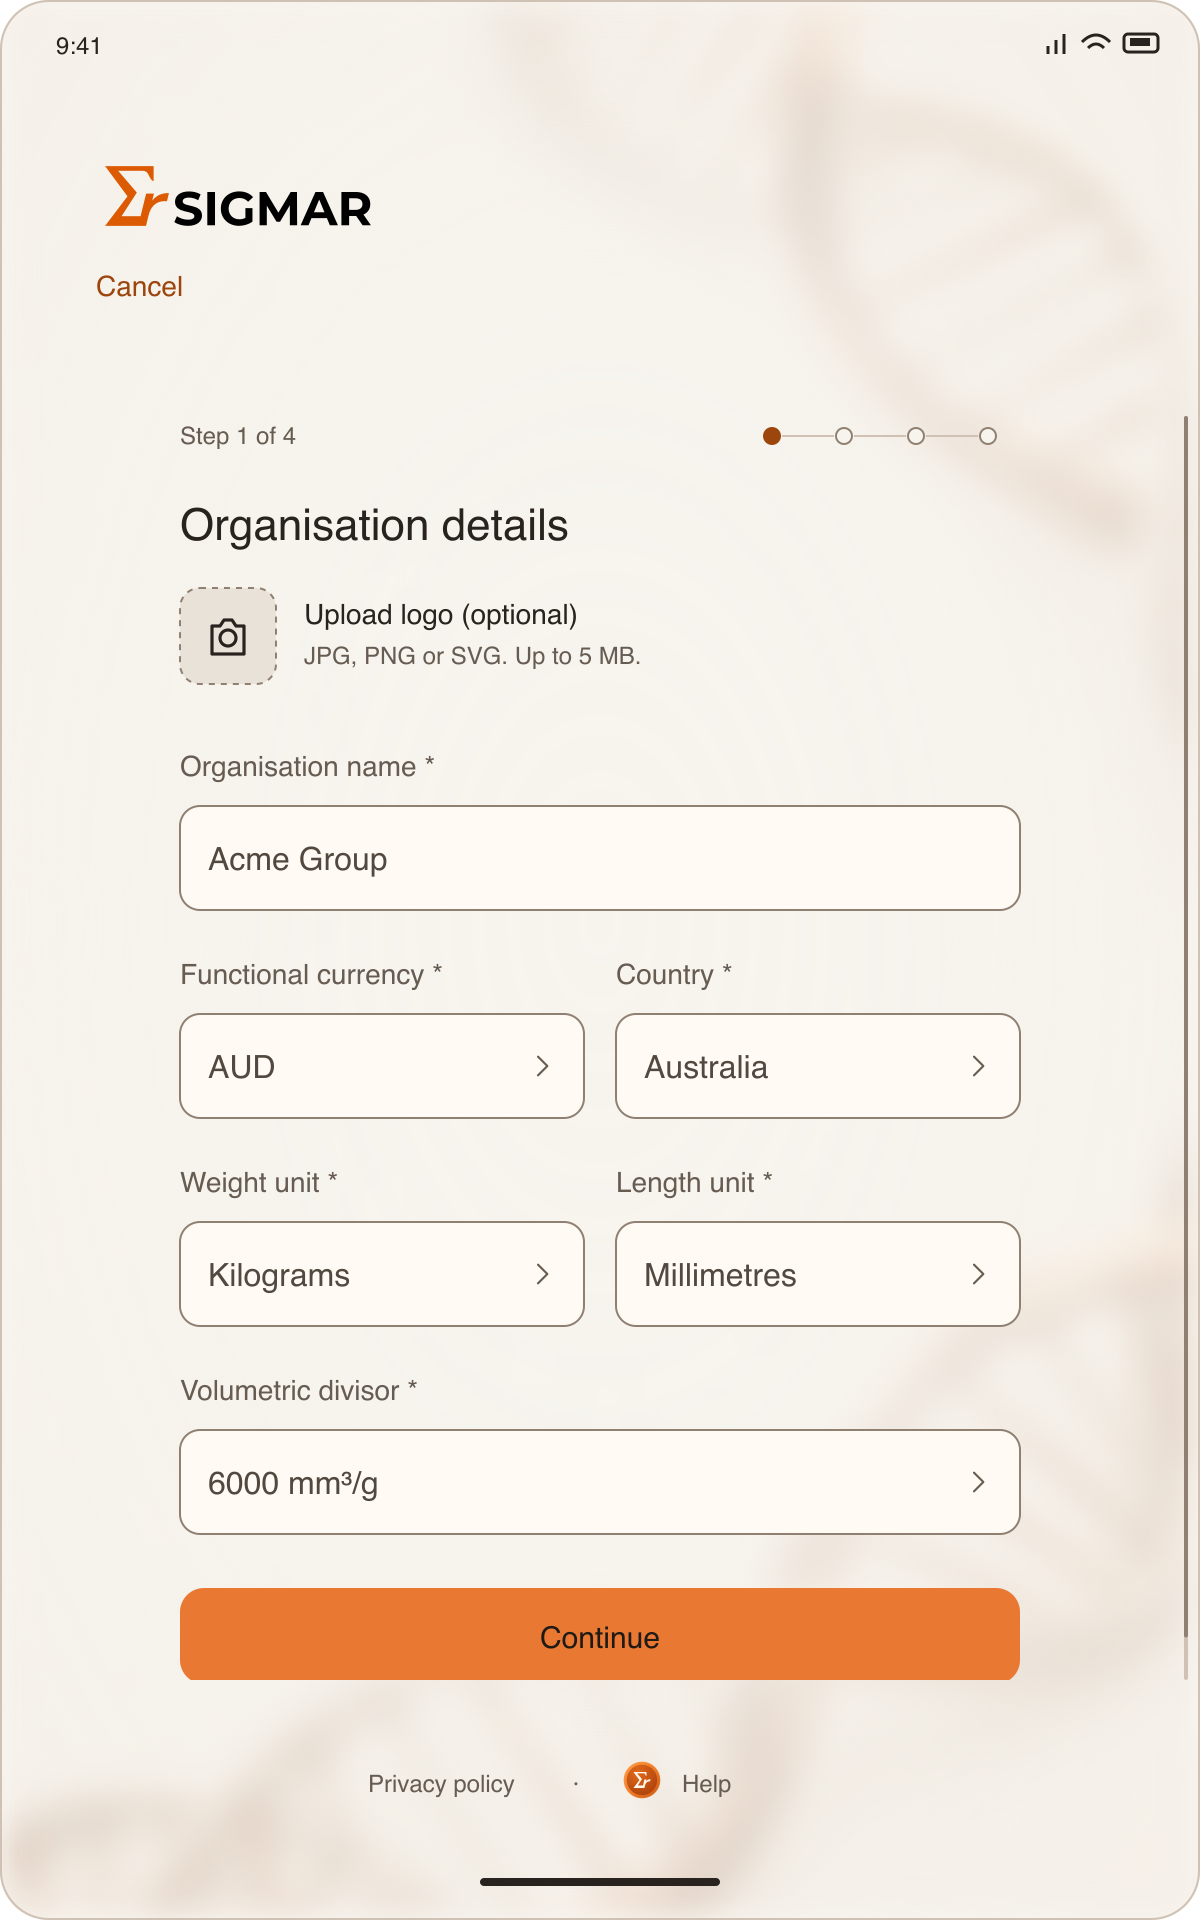 9:41
Σr SIGMAR
Cancel
Step 1 of 4
Organisation details
Upload logo (optional)
JPG, PNG or SVG. Up to 5 MB.
Organisation name *
Acme Group
Functional currency *
Country *
AUD
Australia
Weight unit *
Length unit *
Kilograms
Millimetres
Volumetric divisor *
6000 mm³/g
Continue
Privacy policy · Σr Help